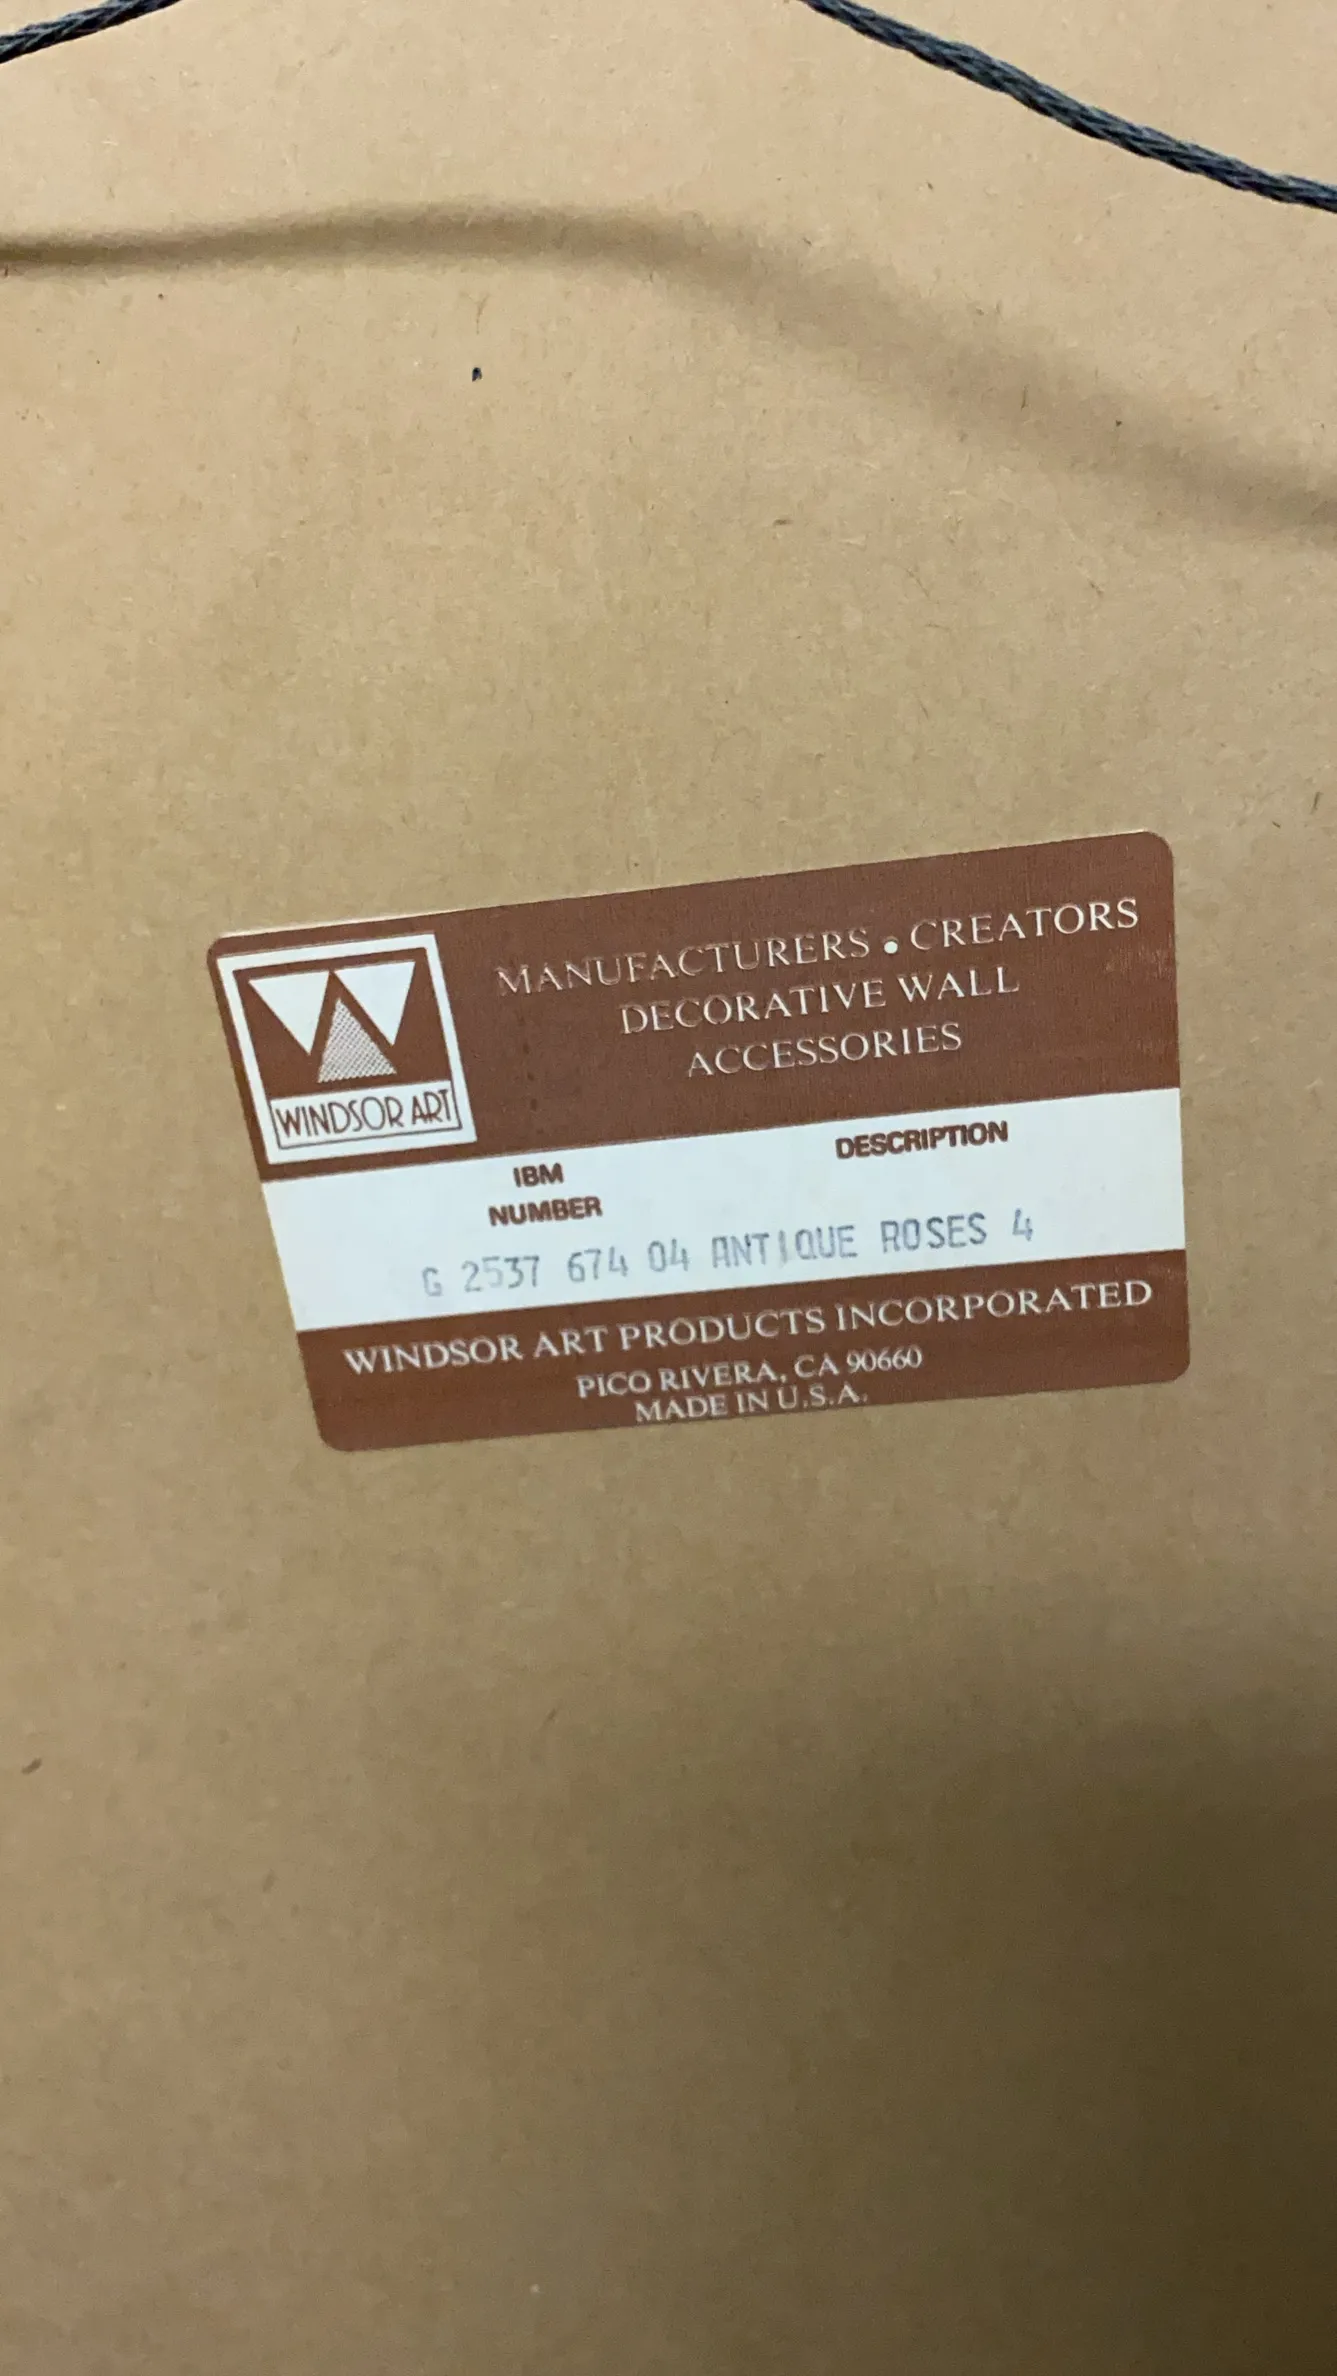 MANUFACTURERS • CREATORS
DECORATIVE WALL
ACCESSORIES
WINDSOR ART
IBM
NUMBER
DESCRIPTION
G 2537 674 04 ANTIQUE ROSES 4
WINDSOR ART PRODUCTS INCORPORATED
PICO RIVERA, CA 90660
MADE IN U.S.A.